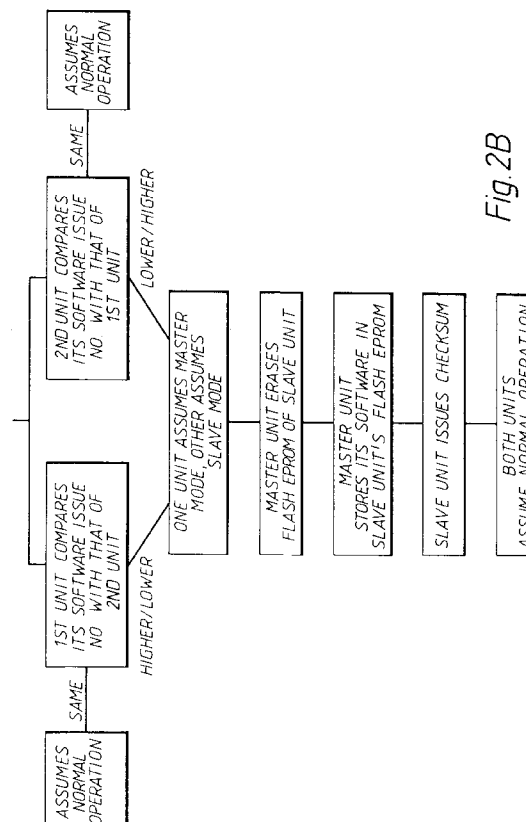 1ST UNIT COMPARES
ITS SOFTWARE ISSUE
NO WITH THAT OF
2ND UNIT
2ND UNIT COMPARES
ITS SOFTWARE ISSUE
NO. WITH THAT OF
1ST UNIT
ASSUMES
NORMAL
OPERATION
SAME
SAME
ASSUMES
NORMAL
OPERATION
HIGHER/LOWER
LOWER/HIGHER
ONE UNIT ASSUMES MASTER
MODE, OTHER ASSUMES
SLAVE MODE
MASTER UNIT ERASES
FLASH EPROM OF SLAVE UNIT
MASTER UNIT
STORES ITS SOFTWARE IN
SLAVE UNIT'S FLASH EPROM
SLAVE UNIT ISSUES CHECKSUM
BOTH UNITS
ASSUME NORMAL OPERATION
Fig.2B